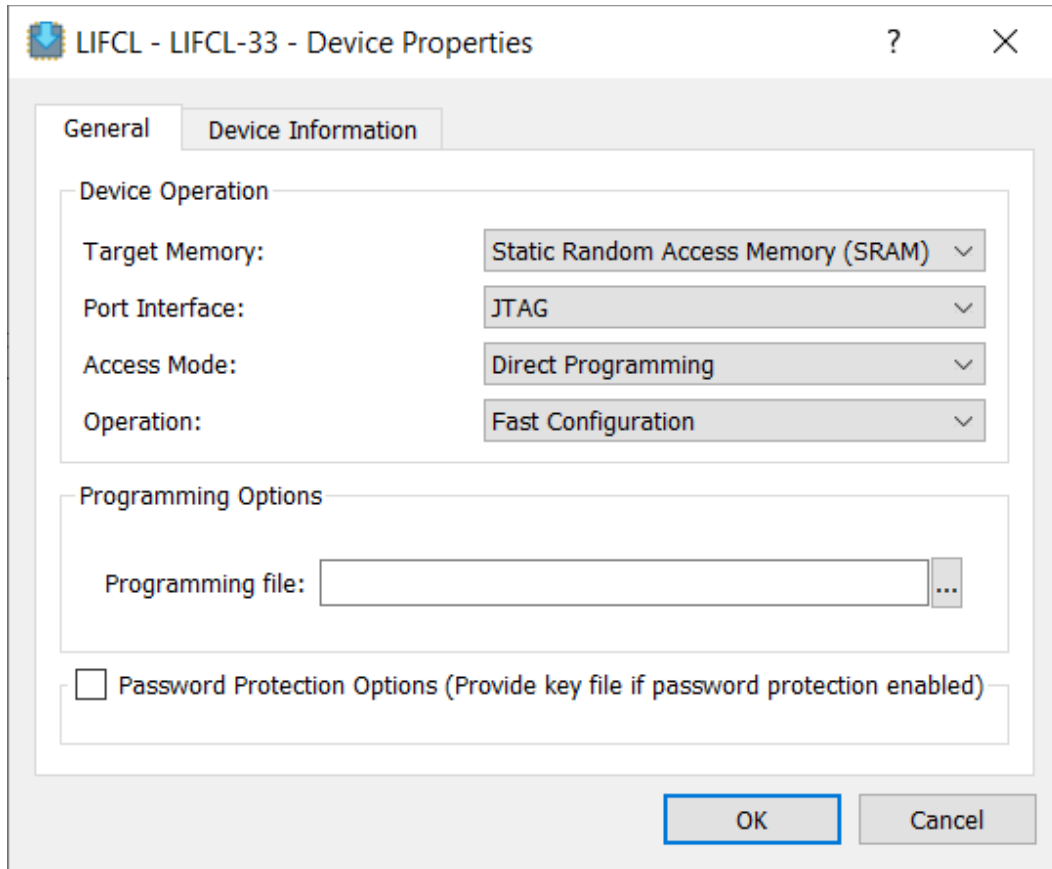 LIFCL - LIFCL-33 - Device Properties ?
General Device Information
Device Operation
Target Memory: Static Random Access Memory (SRAM)
Port Interface: JTAG
Access Mode: Direct Programming
Operation: Fast Configuration
Programming Options
Programming file: ...
Password Protection Options (Provide key file if password protection enabled)
OK Cancel